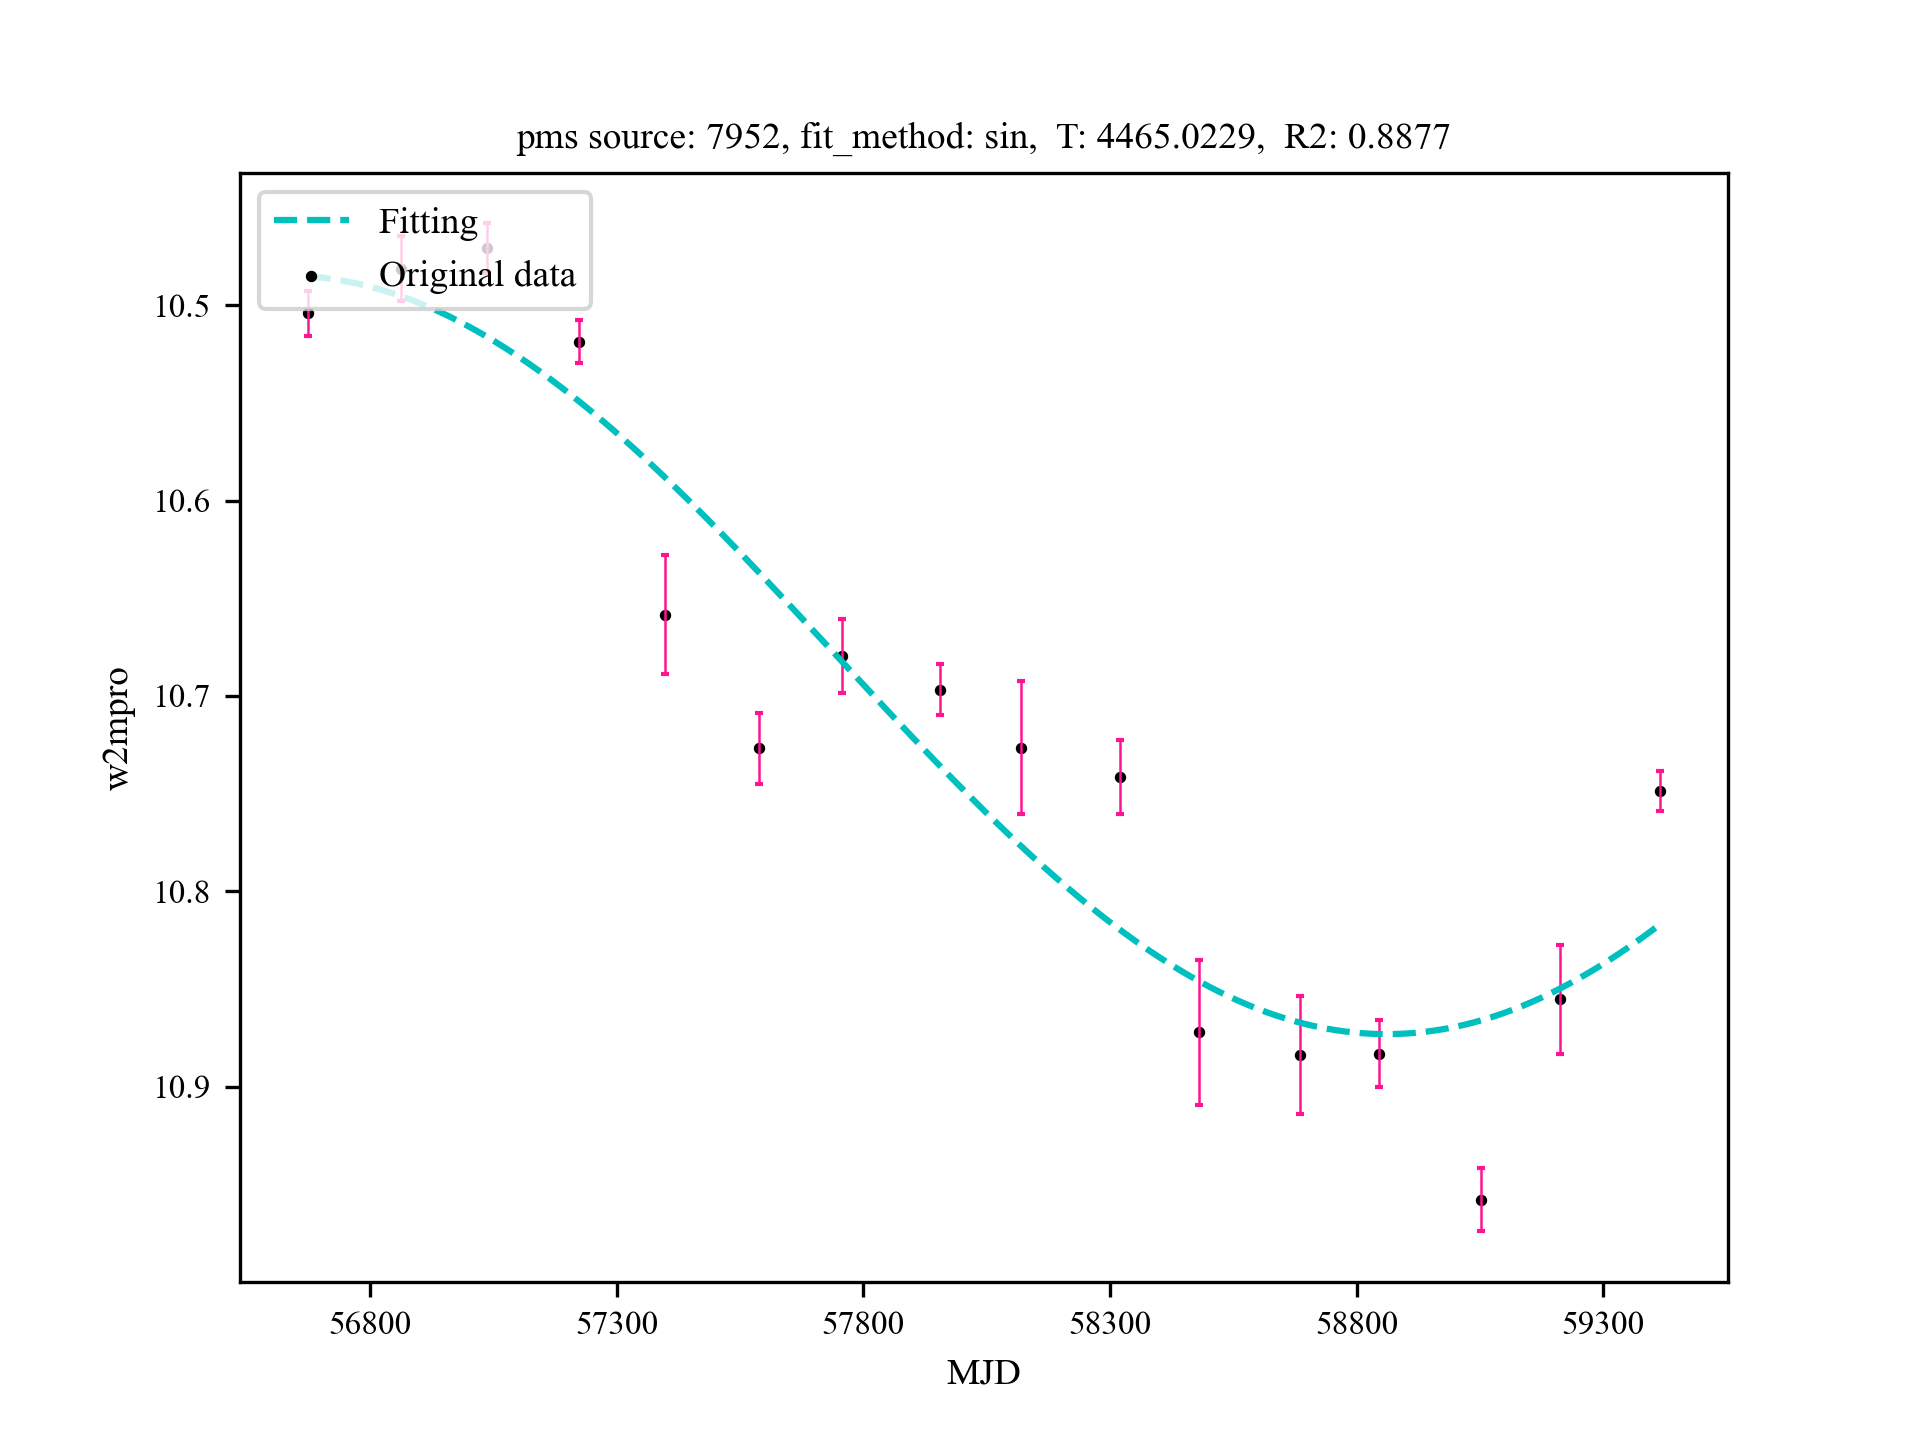 pms source: 7952, fit_method: sin, T: 4465.0229, R2: 0.8877
Fitting
Original data
10.5
10.6
10.7
10.8
10.9
w2mpro
56800 57300 57800 58300 58800 59300
MJD